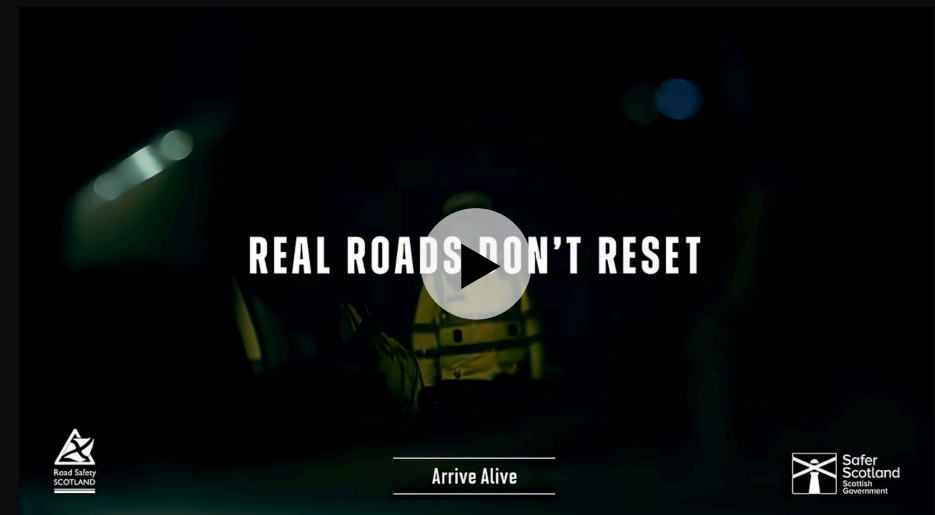 REAL ROADS DON'T RESET
Road Safety
SCOTLAND
Arrive Alive
Safer
Scotland
Scottish
Government